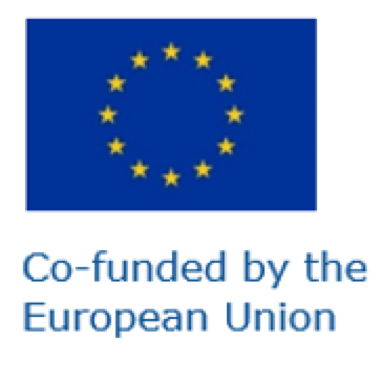 Co-funded by the
European Union